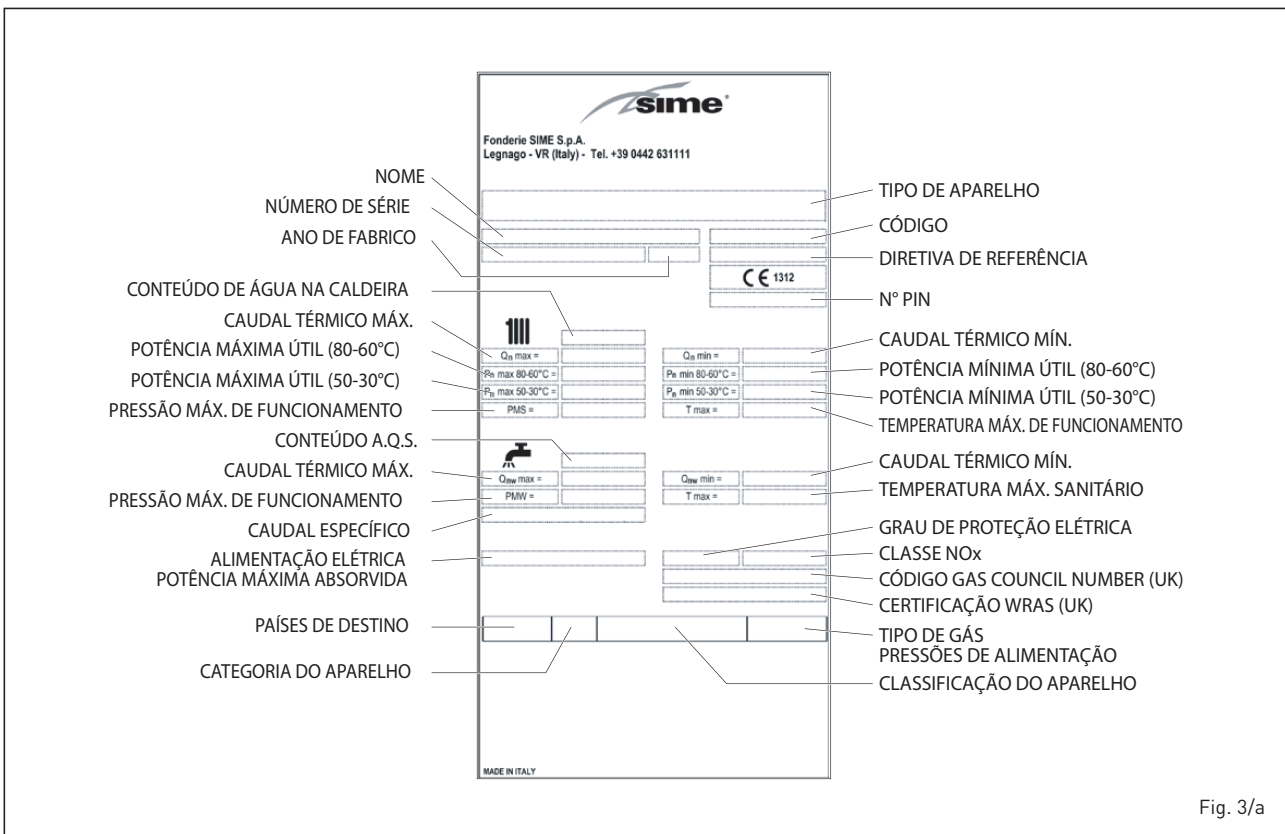 sime®
Fonderie SIME S.p.A.
Legnago - VR (Italy) - Tel. +39 0442 631111
NOME
TIPO DE APARELHO
NÚMERO DE SÉRIE
CÓDIGO
ANO DE FABRICO
DIRETIVA DE REFERÊNCIA
CE 1312
N° PIN
CONTEÚDO DE ÁGUA NA CALDEIRA
CAUDAL TÉRMICO MÁX.
Qn max =
Qn min =
CAUDAL TÉRMICO MÍN.
POTÊNCIA MÁXIMA ÚTIL (80-60°C)
Pn max 80-60°C =
Pn min 80-60°C =
POTÊNCIA MÍNIMA ÚTIL (80-60°C)
POTÊNCIA MÁXIMA ÚTIL (50-30°C)
Pn max 50-30°C =
Pn min 50-30°C =
POTÊNCIA MÍNIMA ÚTIL (50-30°C)
PRESSÃO MÁX. DE FUNCIONAMENTO
PMS =
T max =
TEMPERATURA MÁX. DE FUNCIONAMENTO
CONTEÚDO A.Q.S.
CAUDAL TÉRMICO MÁX.
Qnw max =
Qnw min =
CAUDAL TÉRMICO MÍN.
PRESSÃO MÁX. DE FUNCIONAMENTO
PMW =
T max =
TEMPERATURA MÁX. SANITÁRIO
CAUDAL ESPECÍFICO
GRAU DE PROTEÇÃO ELÉTRICA
ALIMENTAÇÃO ELÉTRICA
POTÊNCIA MÁXIMA ABSORVIDA
CLASSE NOx
CÓDIGO GAS COUNCIL NUMBER (UK)
CERTIFICAÇÃO WRAS (UK)
PAÍSES DE DESTINO
TIPO DE GÁS
PRESSÕES DE ALIMENTAÇÃO
CATEGORIA DO APARELHO
CLASSIFICAÇÃO DO APARELHO
MADE IN ITALY
Fig. 3/a